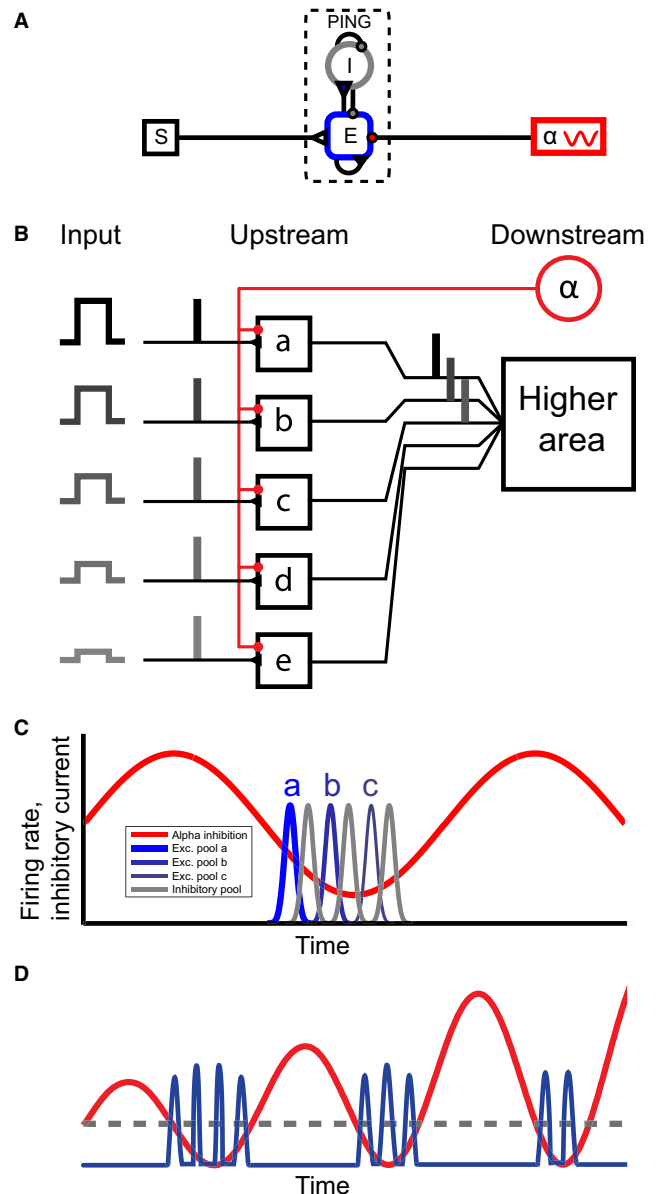 A
PING
I
S
E
α
B
Input
Upstream
Downstream
α
a
b
c
d
e
Higher
area
C
Firing rate,
inhibitory current
a
b
c
Alpha inhibition
Exc. pool a
Exc. pool b
Exc. pool c
Inhibitory pool
Time
D
Time